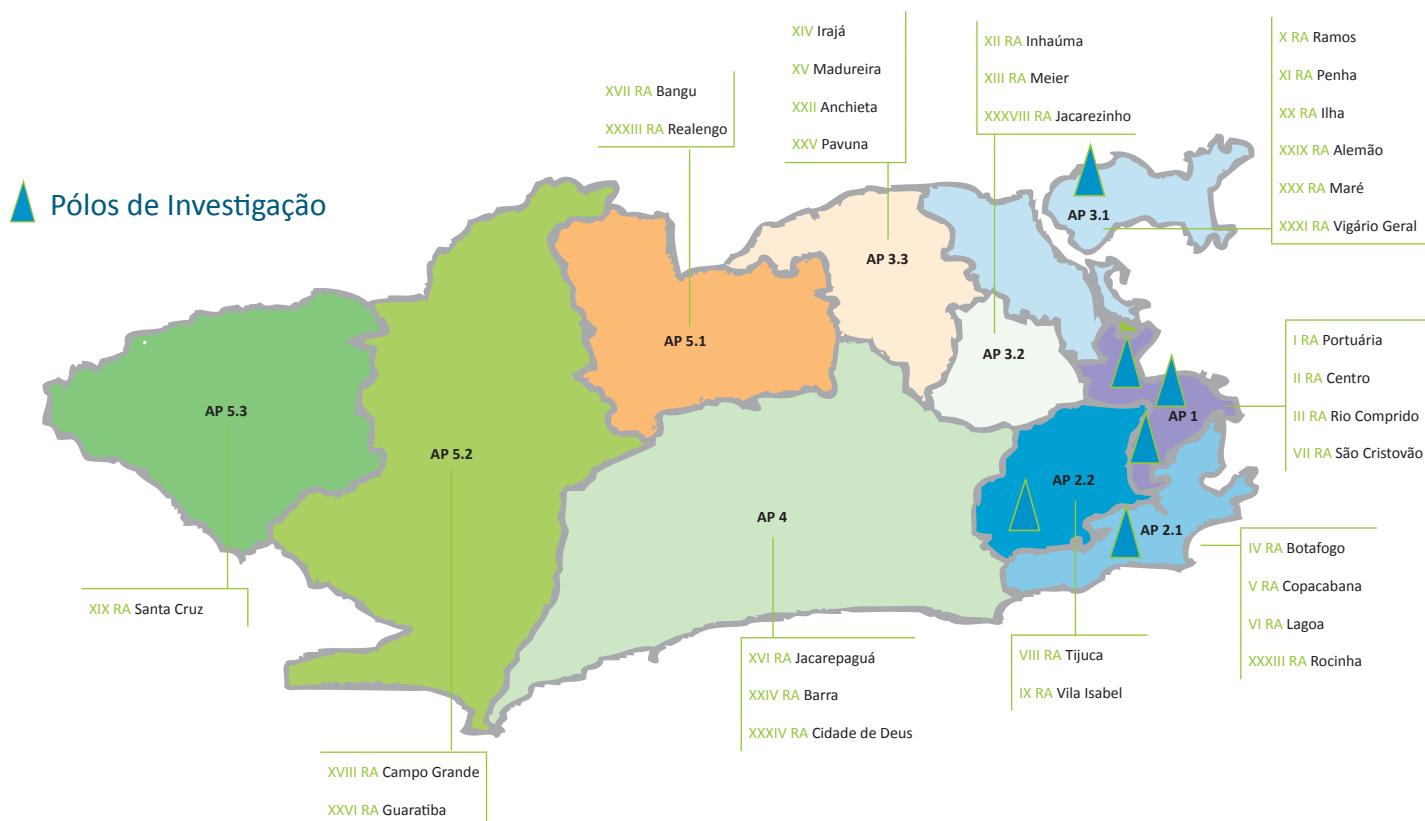 XIV Irajá
XV Madureira
XXII Anchieta
XXV Pavuna
XII RA Inhaúma
XIII RA Meier
XXXVIII RA Jacarezinho
X RA Ramos
XI RA Penha
XX RA Ilha
XXIX RA Alemão
XXX RA Maré
XXXI RA Vigário Geral
XVII RA Bangu
XXXIII RA Realengo
Pólos de Investigação
AP 3.1
AP 3.3
AP 5.1
AP 3.2
AP 5.3
AP 1
AP 5.2
AP 2.2
AP 4
AP 2.1
I RA Portuária
II RA Centro
III RA Rio Comprido
VII RA São Cristovão
IV RA Botafogo
V RA Copacabana
VI RA Lagoa
XXXIII RA Rocinha
XIX RA Santa Cruz
XVI RA Jacarepaguá
XXIV RA Barra
XXXIV RA Cidade de Deus
VIII RA Tijuca
IX RA Vila Isabel
XVIII RA Campo Grande
XXVI RA Guaratiba